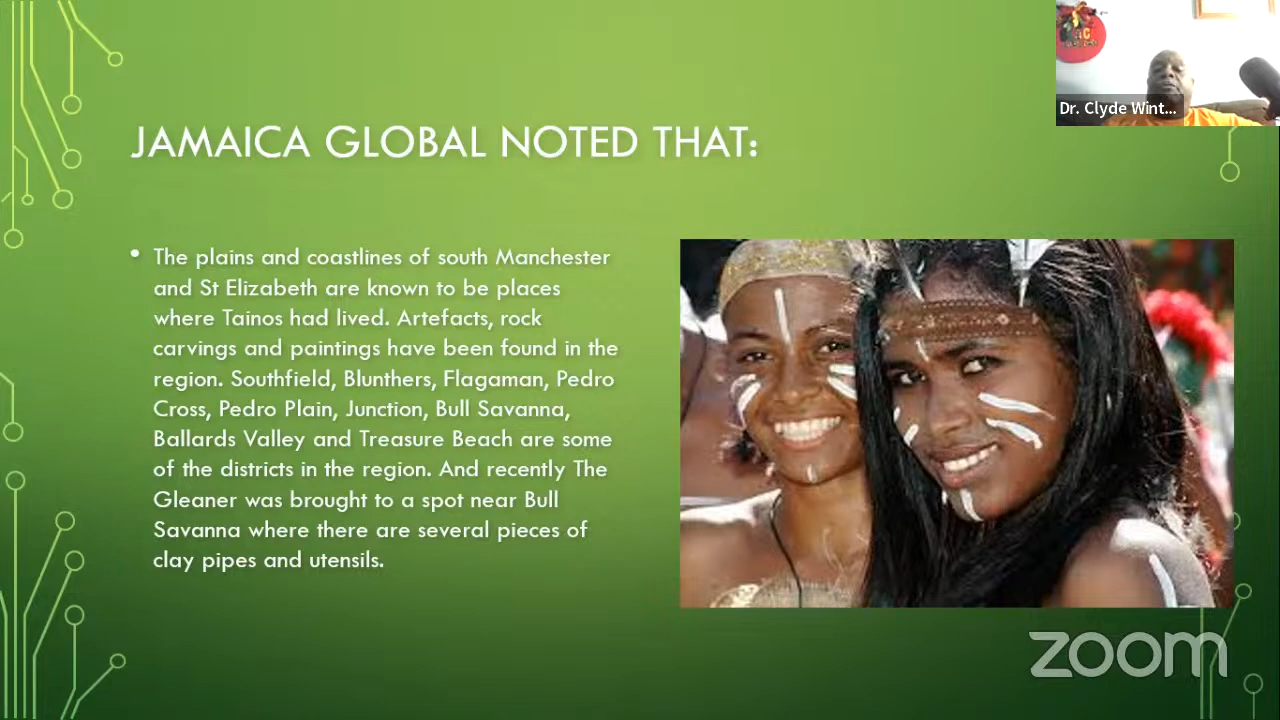 Dr. Clyde Wint...
JAMAICA GLOBAL NOTED THAT:
• The plains and coastlines of south Manchester
and St Elizabeth are known to be places
where Tainos had lived. Artefacts, rock
carvings and paintings have been found in the
region. Southfield, Blunthers, Flagaman, Pedro
Cross, Pedro Plain, Junction, Bull Savanna,
Ballards Valley and Treasure Beach are some
of the districts in the region. And recently The
Gleaner was brought to a spot near Bull
Savanna where there are several pieces of
clay pipes and utensils.
zoom